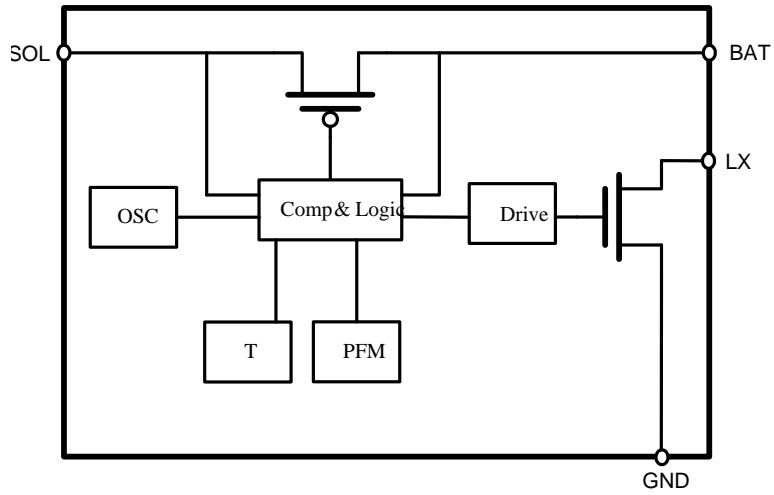 SOL
BAT
LX
OSC
Comp& Logic
Drive
T
PFM
GND